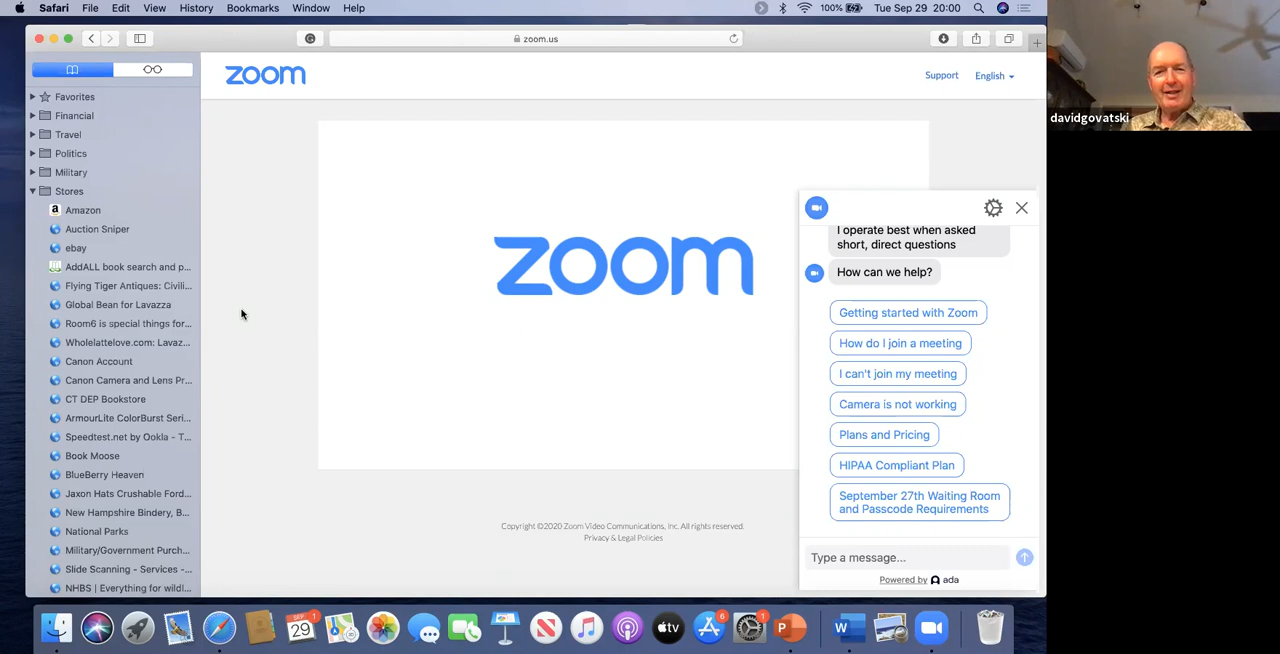 Safari File Edit View History Bookmarks Window Help
100% Tue Sep 29 20:00
zoom.us
zoom
Support English
Favorites
Financial
Travel
Politics
Military
Stores
a Amazon
Auction Sniper
ebay
AddALL book search and p...
Flying Tiger Antiques: Civili...
Global Bean for Lavazza
Room6 is special things for...
Wholelattelove.com: Lavaz...
Canon Account
Canon Camera and Lens Pr...
CT DEP Bookstore
ArmourLite ColorBurst Seri...
Speedtest.net by Ookla - T...
Book Moose
BlueBerry Heaven
Jaxon Hats Crushable Ford...
New Hampshire Bindery, B...
National Parks
Military/Government Purch...
Slide Scanning - Services -...
NHBS | Everything for wildl...
zoom
Copyright ©2020 Zoom Video Communications, Inc. All rights reserved.
Privacy & Legal Policies
I operate best when asked
short, direct questions
How can we help?
Getting started with Zoom
How do I join a meeting
I can't join my meeting
Camera is not working
Plans and Pricing
HIPAA Compliant Plan
September 27th Waiting Room
and Passcode Requirements
Type a message...
Powered by ada
davidgovatski
SEP 29 1
tv
6
1
P
W